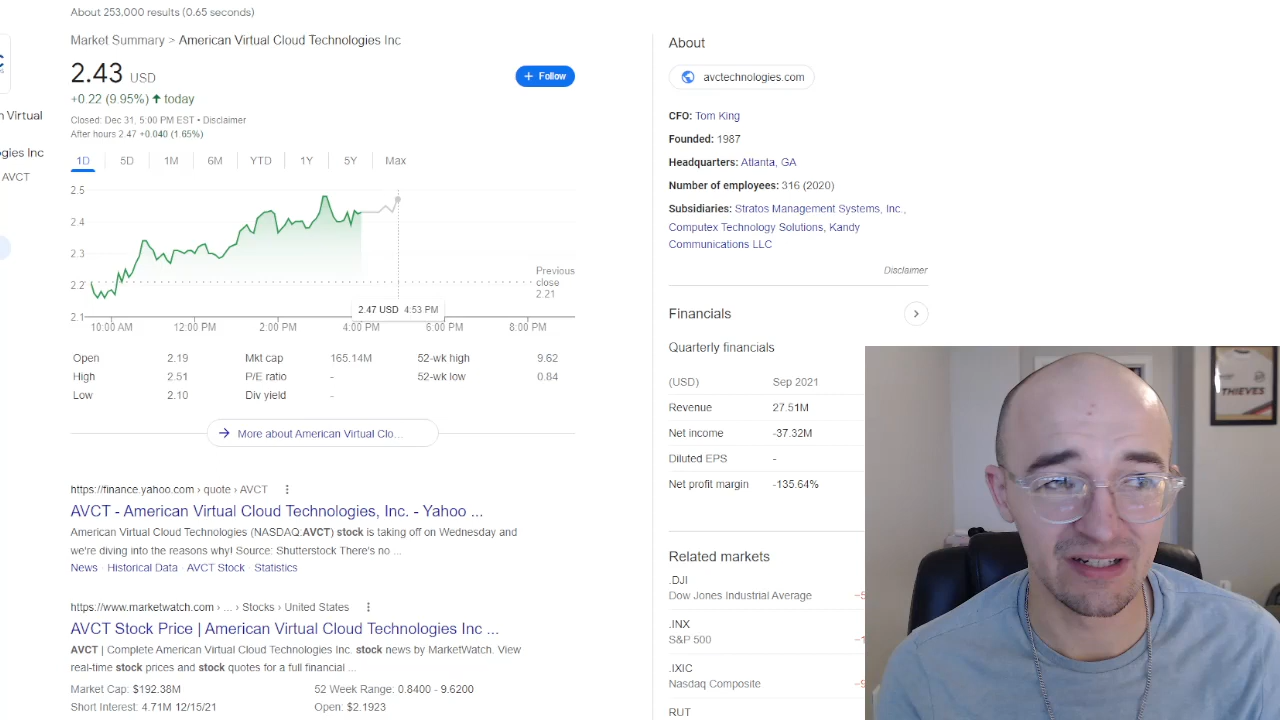 About 253,000 results (0.65 seconds)
Market Summary > American Virtual Cloud Technologies Inc
2.43 USD
+ Follow
+0.22 (9.95%) ↑ today
Closed: Dec 31, 5:00 PM EST • Disclaimer
After hours 2.47 +0.040 (1.65%)
1D 5D 1M 6M YTD 1Y 5Y Max
2.5
2.4
2.3
2.2
2.1
Previous
close
2.21
2.47 USD 4:53 PM
10:00 AM 12:00 PM 2:00 PM 4:00 PM 6:00 PM 8:00 PM
Open 2.19 Mkt cap 165.14M 52-wk high 9.62
High 2.51 P/E ratio - 52-wk low 0.84
Low 2.10 Div yield -
More about American Virtual Clo...
https://finance.yahoo.com › quote › AVCT
AVCT - American Virtual Cloud Technologies, Inc. - Yahoo ...
American Virtual Cloud Technologies (NASDAQ:AVCT) stock is taking off on Wednesday and
we're diving into the reasons why! Source: Shutterstock There's no ...
News · Historical Data · AVCT Stock · Statistics
https://www.marketwatch.com › ... › Stocks › United States
AVCT Stock Price | American Virtual Cloud Technologies Inc ...
AVCT | Complete American Virtual Cloud Technologies Inc. stock news by MarketWatch. View
real-time stock prices and stock quotes for a full financial ...
Market Cap: $192.38M 52 Week Range: 0.8400 - 9.6200
Short Interest: 4.71M 12/15/21 Open: $2.1923
n Virtual
ogies Inc
AVCT
About
avctechnologies.com
CFO: Tom King
Founded: 1987
Headquarters: Atlanta, GA
Number of employees: 316 (2020)
Subsidiaries: Stratos Management Systems, Inc.,
Computex Technology Solutions, Kandy
Communications LLC
Disclaimer
Financials
Quarterly financials
(USD) Sep 2021
Revenue 27.51M
Net income -37.32M
Diluted EPS -
Net profit margin -135.64%
Related markets
.DJI
Dow Jones Industrial Average
.INX
S&P 500
.IXIC
Nasdaq Composite
RUT
THIEVES